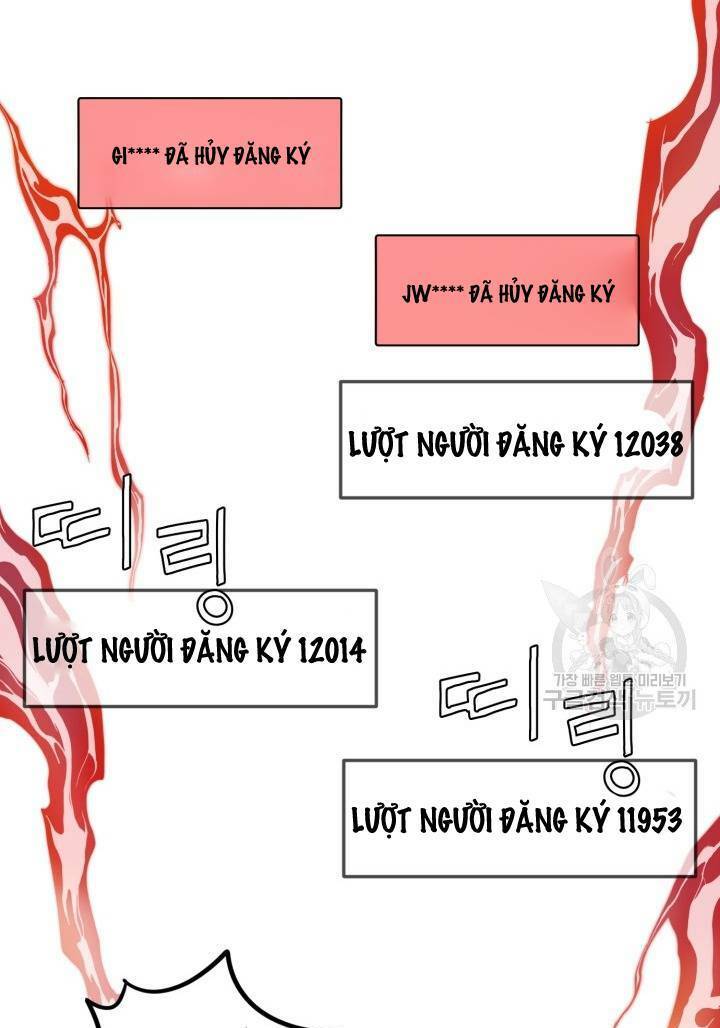 GI**** ĐÃ HỦY ĐĂNG KÝ
JW**** ĐÃ HỦY ĐĂNG KÝ
LƯỢT NGƯỜI ĐĂNG KÝ 12038
띠링
LƯỢT NGƯỜI ĐĂNG KÝ 12014
가장 빠른 웹툰 미리보기
구글검색 뉴토끼
띠링
LƯỢT NGƯỜI ĐĂNG KÝ 11953